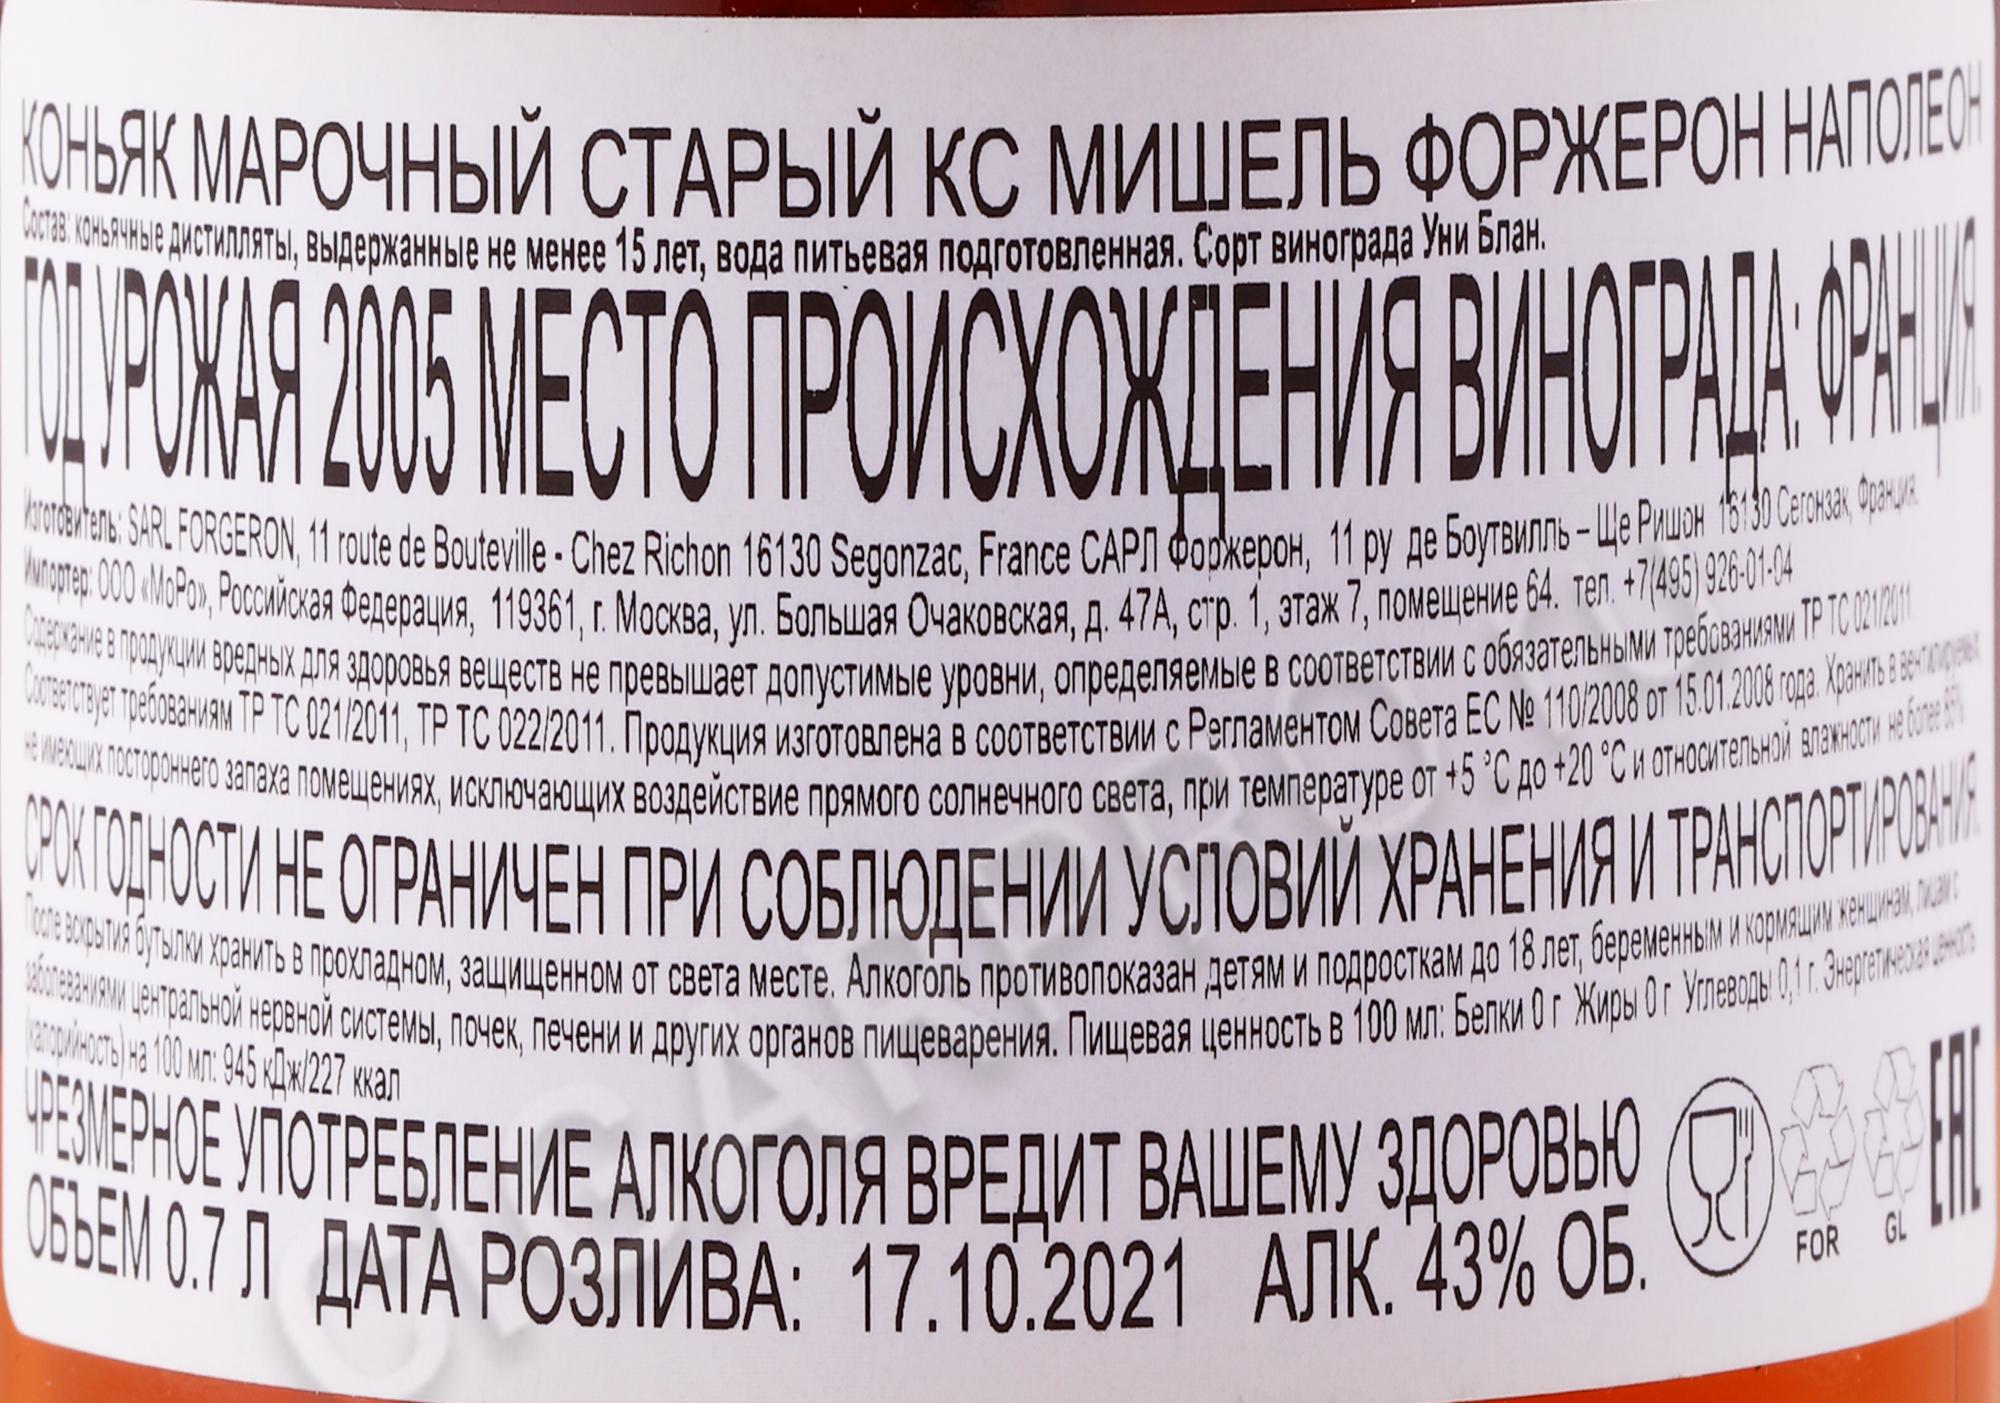 КОНЬЯК МАРОЧНЫЙ СТАРЫЙ КС МИШЕЛЬ ФОРЖЕРОН НАПОЛЕОН
Состав: коньячные дистилляты, выдержанные не менее 15 лет, вода питьевая подготовленная. Сорт винограда Уни Блан.
ГОД УРОЖАЯ 2005 МЕСТО ПРОИСХОЖДЕНИЯ ВИНОГРАДА: ФРАНЦИЯ.
Изготовитель: SARL FORGERON, 11 route de Bouteville - Chez Richon 16130 Segonzac, France САРЛ Форжерон, 11 ру де Боутвилль – Ще Ришон 16130 Сегонзак, Франция.
Импортер: ООО «МоРо», Российская Федерация, 119361, г. Москва, ул. Большая Очаковская, д. 47А, стр. 1, этаж 7, помещение 64. тел. +7(495) 926-01-04
Содержание в продукции вредных для здоровья веществ не превышает допустимые уровни, определяемые в соответствии с обязательными требованиями ТР ТС 021/2011
Соответствует требованиям ТР ТС 021/2011, ТР ТС 022/2011. Продукция изготовлена в соответствии с Регламентом Совета ЕС № 110/2008 от 15.01.2008 года. Хранить в вентилируемых
не имеющих постороннего запаха помещениях, исключающих воздействие прямого солнечного света, при температуре от +5 °C до +20 °C и относительной влажности не более 85%
СРОК ГОДНОСТИ НЕ ОГРАНИЧЕН ПРИ СОБЛЮДЕНИИ УСЛОВИЙ ХРАНЕНИЯ И ТРАНСПОРТИРОВАНИЯ.
После вскрытия бутылки хранить в прохладном, защищенном от света месте. Алкоголь противопоказан детям и подросткам до 18 лет, беременным и кормящим женщинам, лицам с
заболеваниями центральной нервной системы, почек, печени и других органов пищеварения. Пищевая ценность в 100 мл: Белки 0 г Жиры 0 г Углеводы 0,1 г. Энергетическая ценность
(калорийность) на 100 мл: 945 кДж/227 ккал
ЧРЕЗМЕРНОЕ УПОТРЕБЛЕНИЕ АЛКОГОЛЯ ВРЕДИТ ВАШЕМУ ЗДОРОВЬЮ
ОБЪЕМ 0.7 Л ДАТА РОЗЛИВА: 17.10.2021 АЛК. 43% ОБ.
FOR GL EAC
CIGARPRO.ru